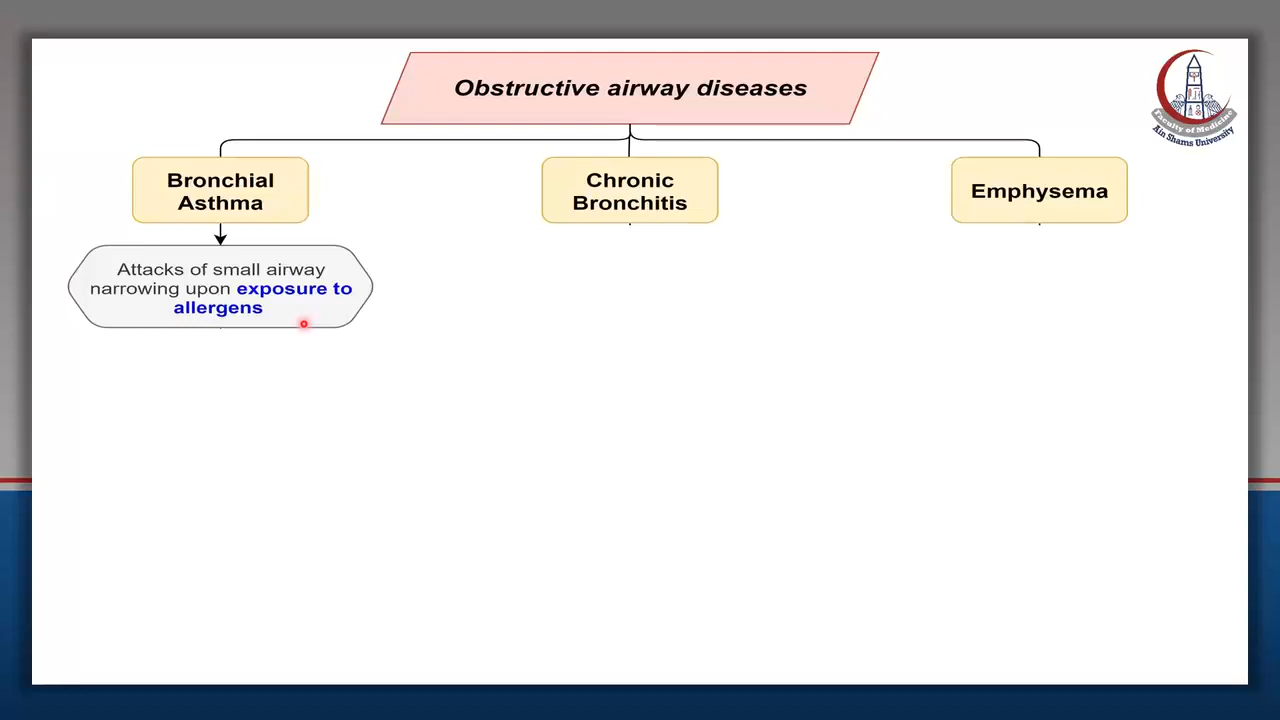 Obstructive airway diseases
Faculty of Medicine
Ain Shams University
Bronchial
Asthma
Chronic
Bronchitis
Emphysema
Attacks of small airway
narrowing upon exposure to
allergens